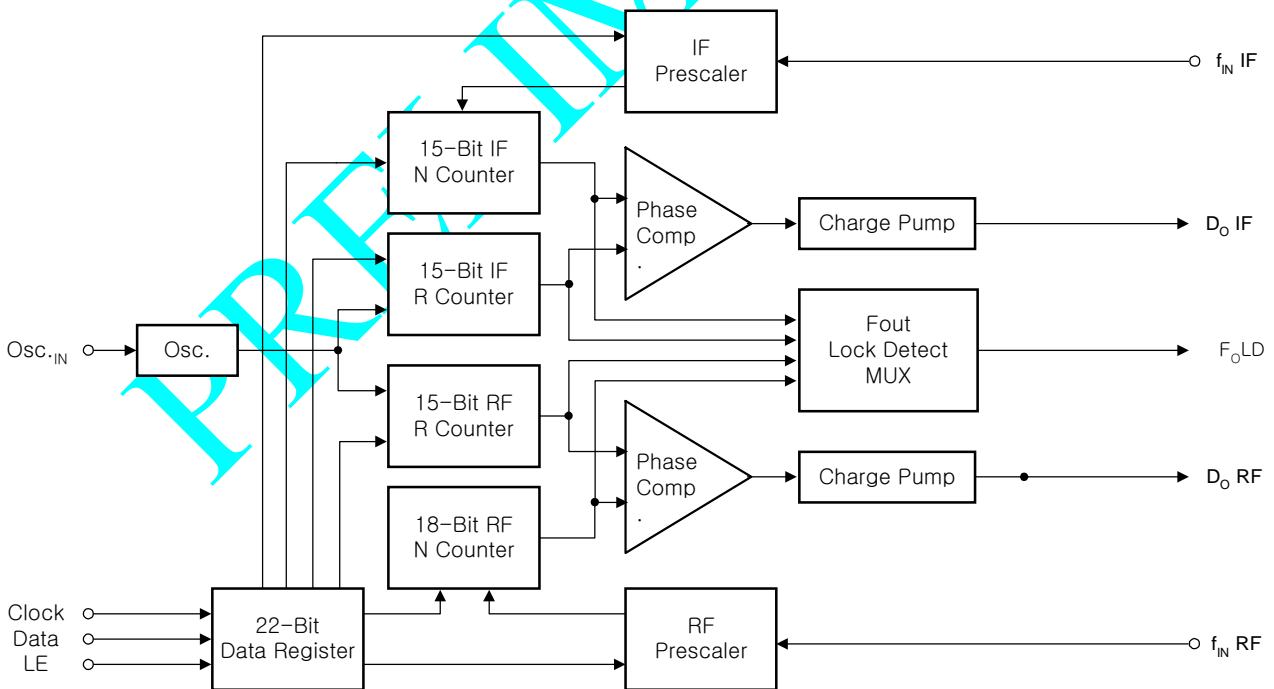 IF
Prescaler
f_IN IF
15-Bit IF
N Counter
Phase
Comp
.
Charge Pump
D_O IF
15-Bit IF
R Counter
Osc._IN
Osc.
Fout
Lock Detect
MUX
F_OLD
15-Bit RF
R Counter
Phase
Comp
.
Charge Pump
D_O RF
18-Bit RF
N Counter
Clock
Data
LE
22-Bit
Data Register
RF
Prescaler
f_IN RF